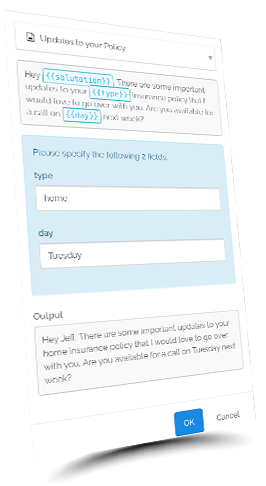 Updates to your Policy
Hey {{salutation}}. There are some important
updates to your {{type}} insurance policy that I
would love to go over with you. Are you available for
a call on {{day}} next week?
Please specify the following 2 fields:
type
home
day
Tuesday
Output
Hey Jeff. There are some important updates to your
home insurance policy that I would love to go over
with you. Are you available for a call on Tuesday next
week?
OK Cancel